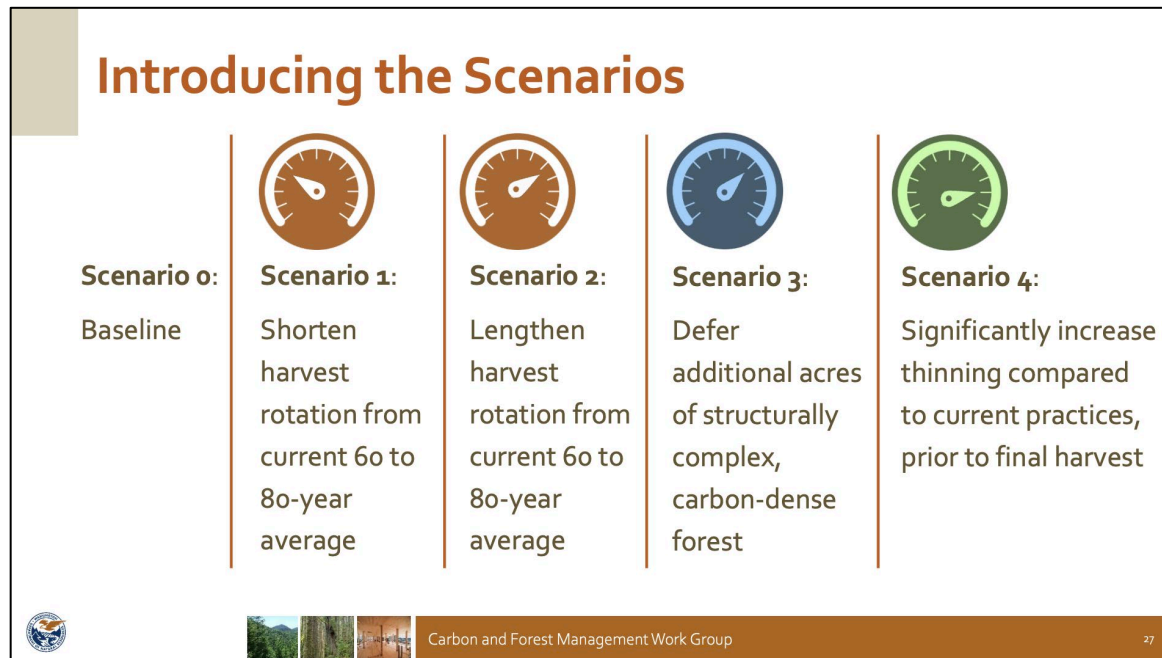 Introducing the Scenarios
Scenario 0:
Baseline
Scenario 1:
Shorten
harvest
rotation from
current 60 to
80-year
average
Scenario 2:
Lengthen
harvest
rotation from
current 60 to
80-year
average
Scenario 3:
Defer
additional acres
of structurally
complex,
carbon-dense
forest
Scenario 4:
Significantly increase
thinning compared
to current practices,
prior to final harvest
Carbon and Forest Management Work Group
27